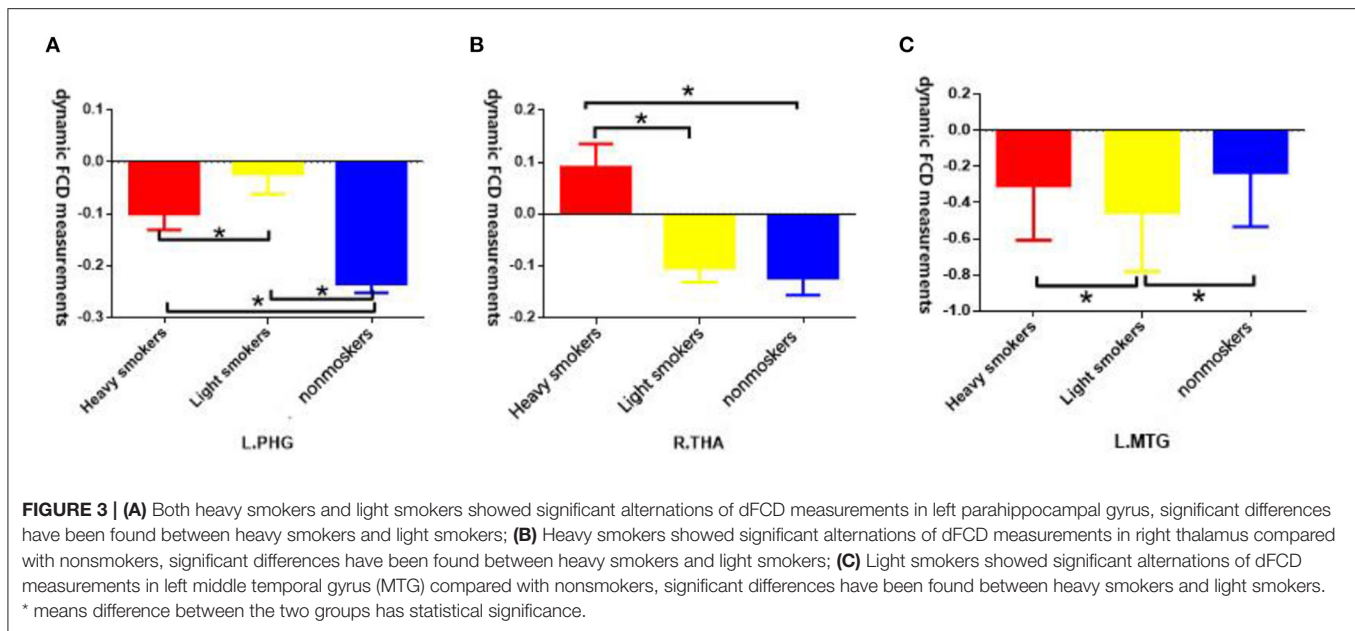 A
dynamic FCD measurements
0.1
0.0
-0.1
-0.2
-0.3
*
*
*
Heavy smokers
Light smokers
nonmoskers
L.PHG
B
dynamic FCD measurements
0.2
0.1
0.0
-0.1
-0.2
*
*
Heavy smokers
Light smokers
nonmoskers
R.THA
C
dynamic FCD measurements
0.2
-0.0
-0.2
-0.4
-0.6
-0.8
-1.0
*
*
Heavy smokers
Light smokers
nonmoskers
L.MTG
FIGURE 3 | (A) Both heavy smokers and light smokers showed significant alternations of dFCD measurements in left parahippocampal gyrus, significant differences
have been found between heavy smokers and light smokers; (B) Heavy smokers showed significant alternations of dFCD measurements in right thalamus compared
with nonsmokers, significant differences have been found between heavy smokers and light smokers; (C) Light smokers showed significant alternations of dFCD
measurements in left middle temporal gyrus (MTG) compared with nonsmokers, significant differences have been found between heavy smokers and light smokers.
* means difference between the two groups has statistical significance.